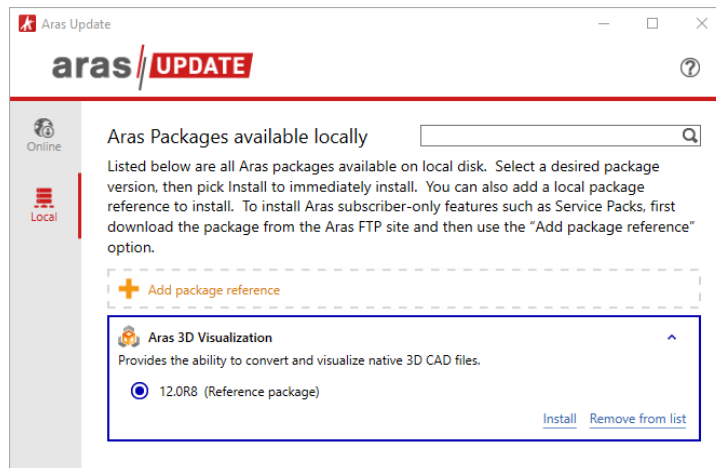 Aras Update
aras UPDATE
Online
Local
Aras Packages available locally
Listed below are all Aras packages available on local disk. Select a desired package
version, then pick Install to immediately install. You can also add a local package
reference to install. To install Aras subscriber-only features such as Service Packs, first
download the package from the Aras FTP site and then use the “Add package reference”
option.
Add package reference
Aras 3D Visualization
Provides the ability to convert and visualize native 3D CAD files.
12.0R8 (Reference package)
Install Remove from list